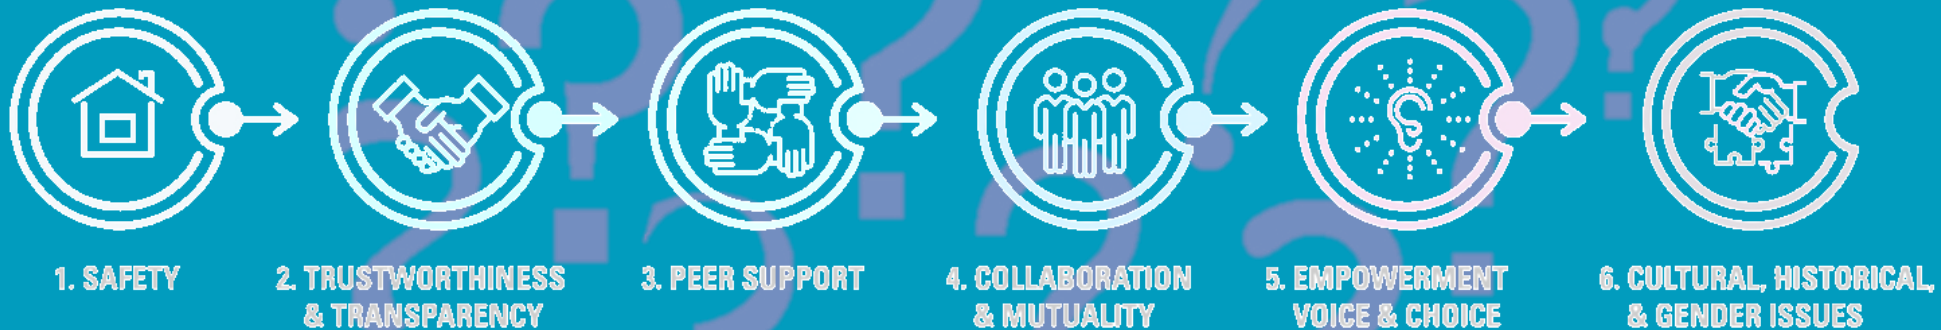 1. SAFETY
2. TRUSTWORTHINESS
& TRANSPARENCY
3. PEER SUPPORT
4. COLLABORATION
& MUTUALITY
5. EMPOWERMENT
VOICE & CHOICE
6. CULTURAL, HISTORICAL,
& GENDER ISSUES